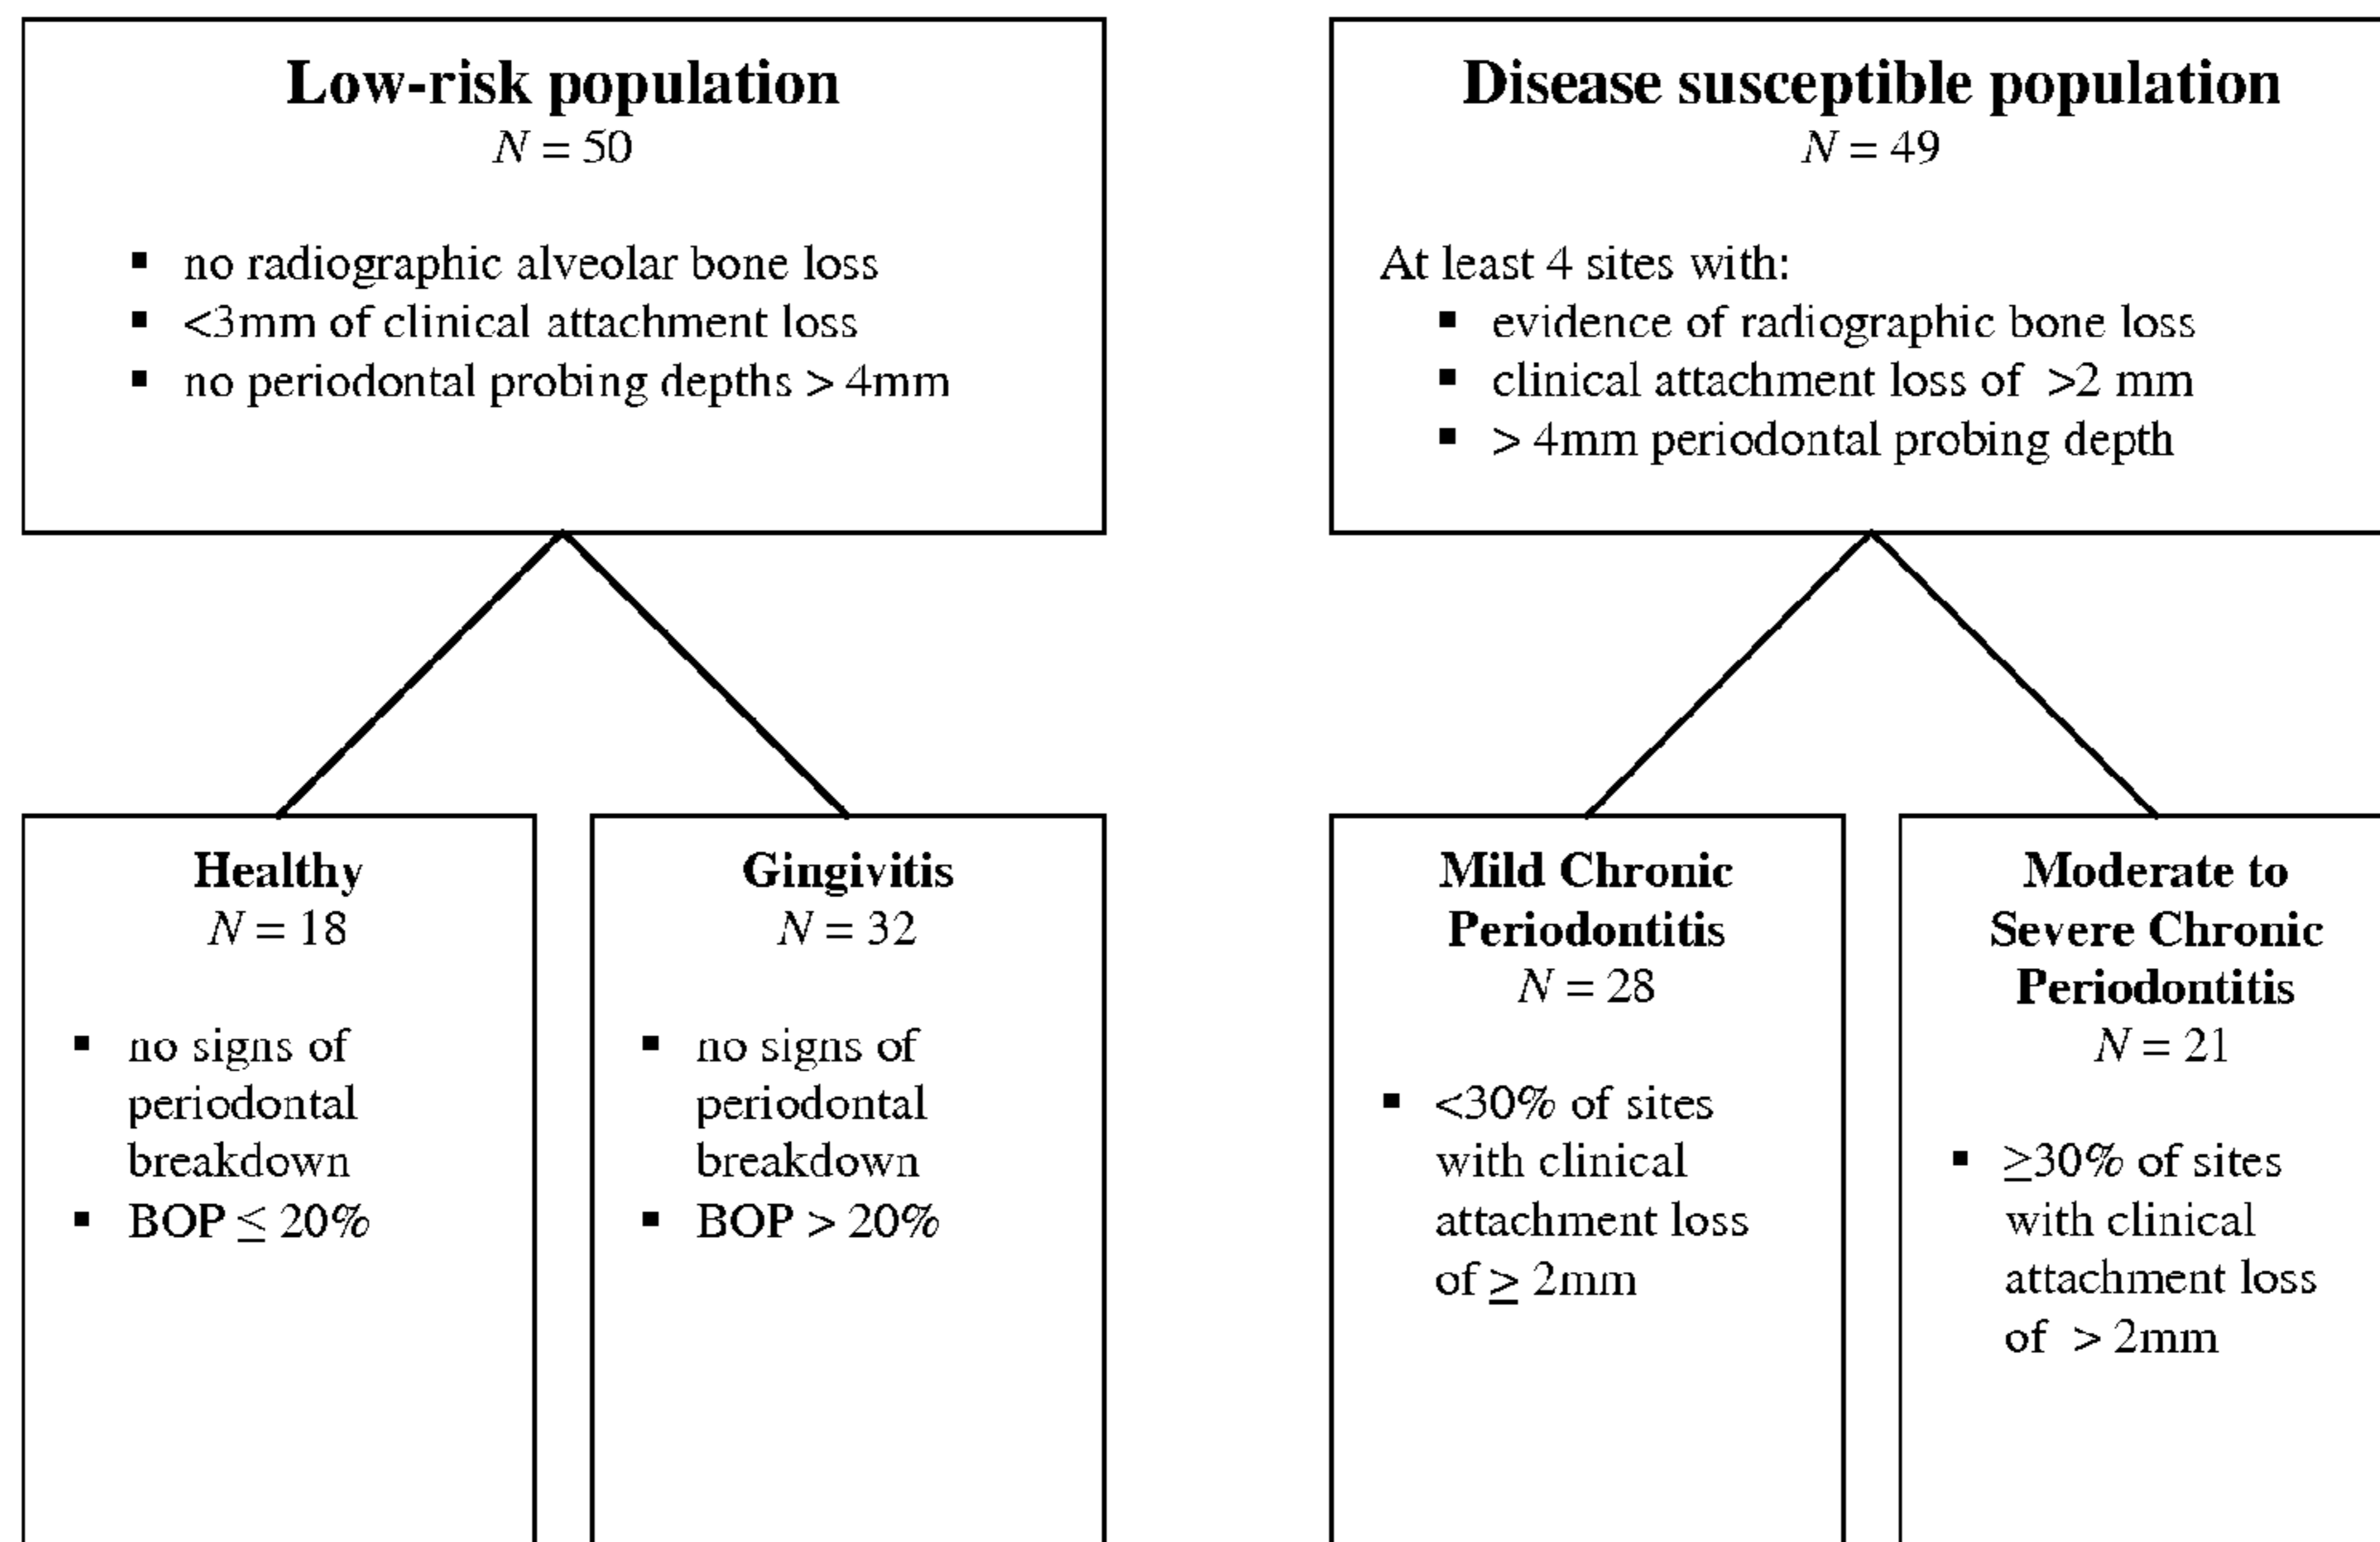 Low-risk population
N = 50
▪ no radiographic alveolar bone loss
▪ <3mm of clinical attachment loss
▪ no periodontal probing depths > 4mm
Disease susceptible population
N = 49
At least 4 sites with:
▪ evidence of radiographic bone loss
▪ clinical attachment loss of >2 mm
▪ > 4mm periodontal probing depth
Healthy
N = 18
▪ no signs of
periodontal
breakdown
▪ BOP ≤ 20%
Gingivitis
N = 32
▪ no signs of
periodontal
breakdown
▪ BOP > 20%
Mild Chronic
Periodontitis
N = 28
▪ <30% of sites
with clinical
attachment loss
of ≥ 2mm
Moderate to
Severe Chronic
Periodontitis
N = 21
▪ ≥30% of sites
with clinical
attachment loss
of > 2mm